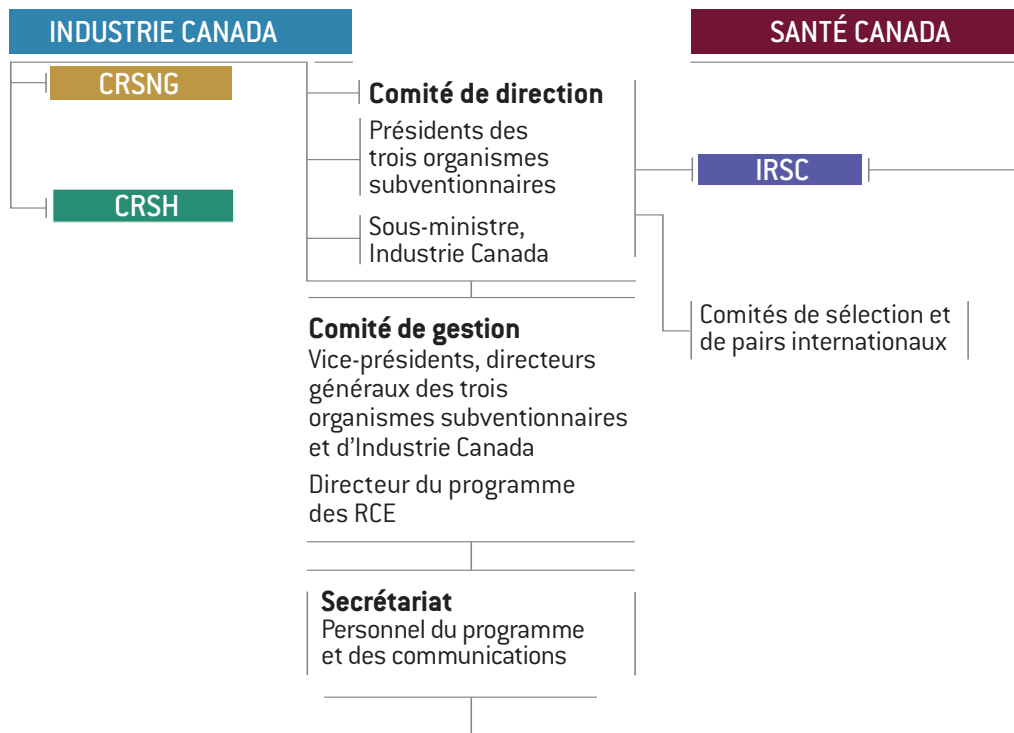 INDUSTRIE CANADA
SANTÉ CANADA
CRSNG
CRSH
Comité de direction
Présidents des
trois organismes
subventionnaires
Sous-ministre,
Industrie Canada
IRSC
Comités de sélection et
de pairs internationaux
Comité de gestion
Vice-présidents, directeurs
généraux des trois
organismes subventionnaires
et d’Industrie Canada
Directeur du programme
des RCE
Secrétariat
Personnel du programme
et des communications